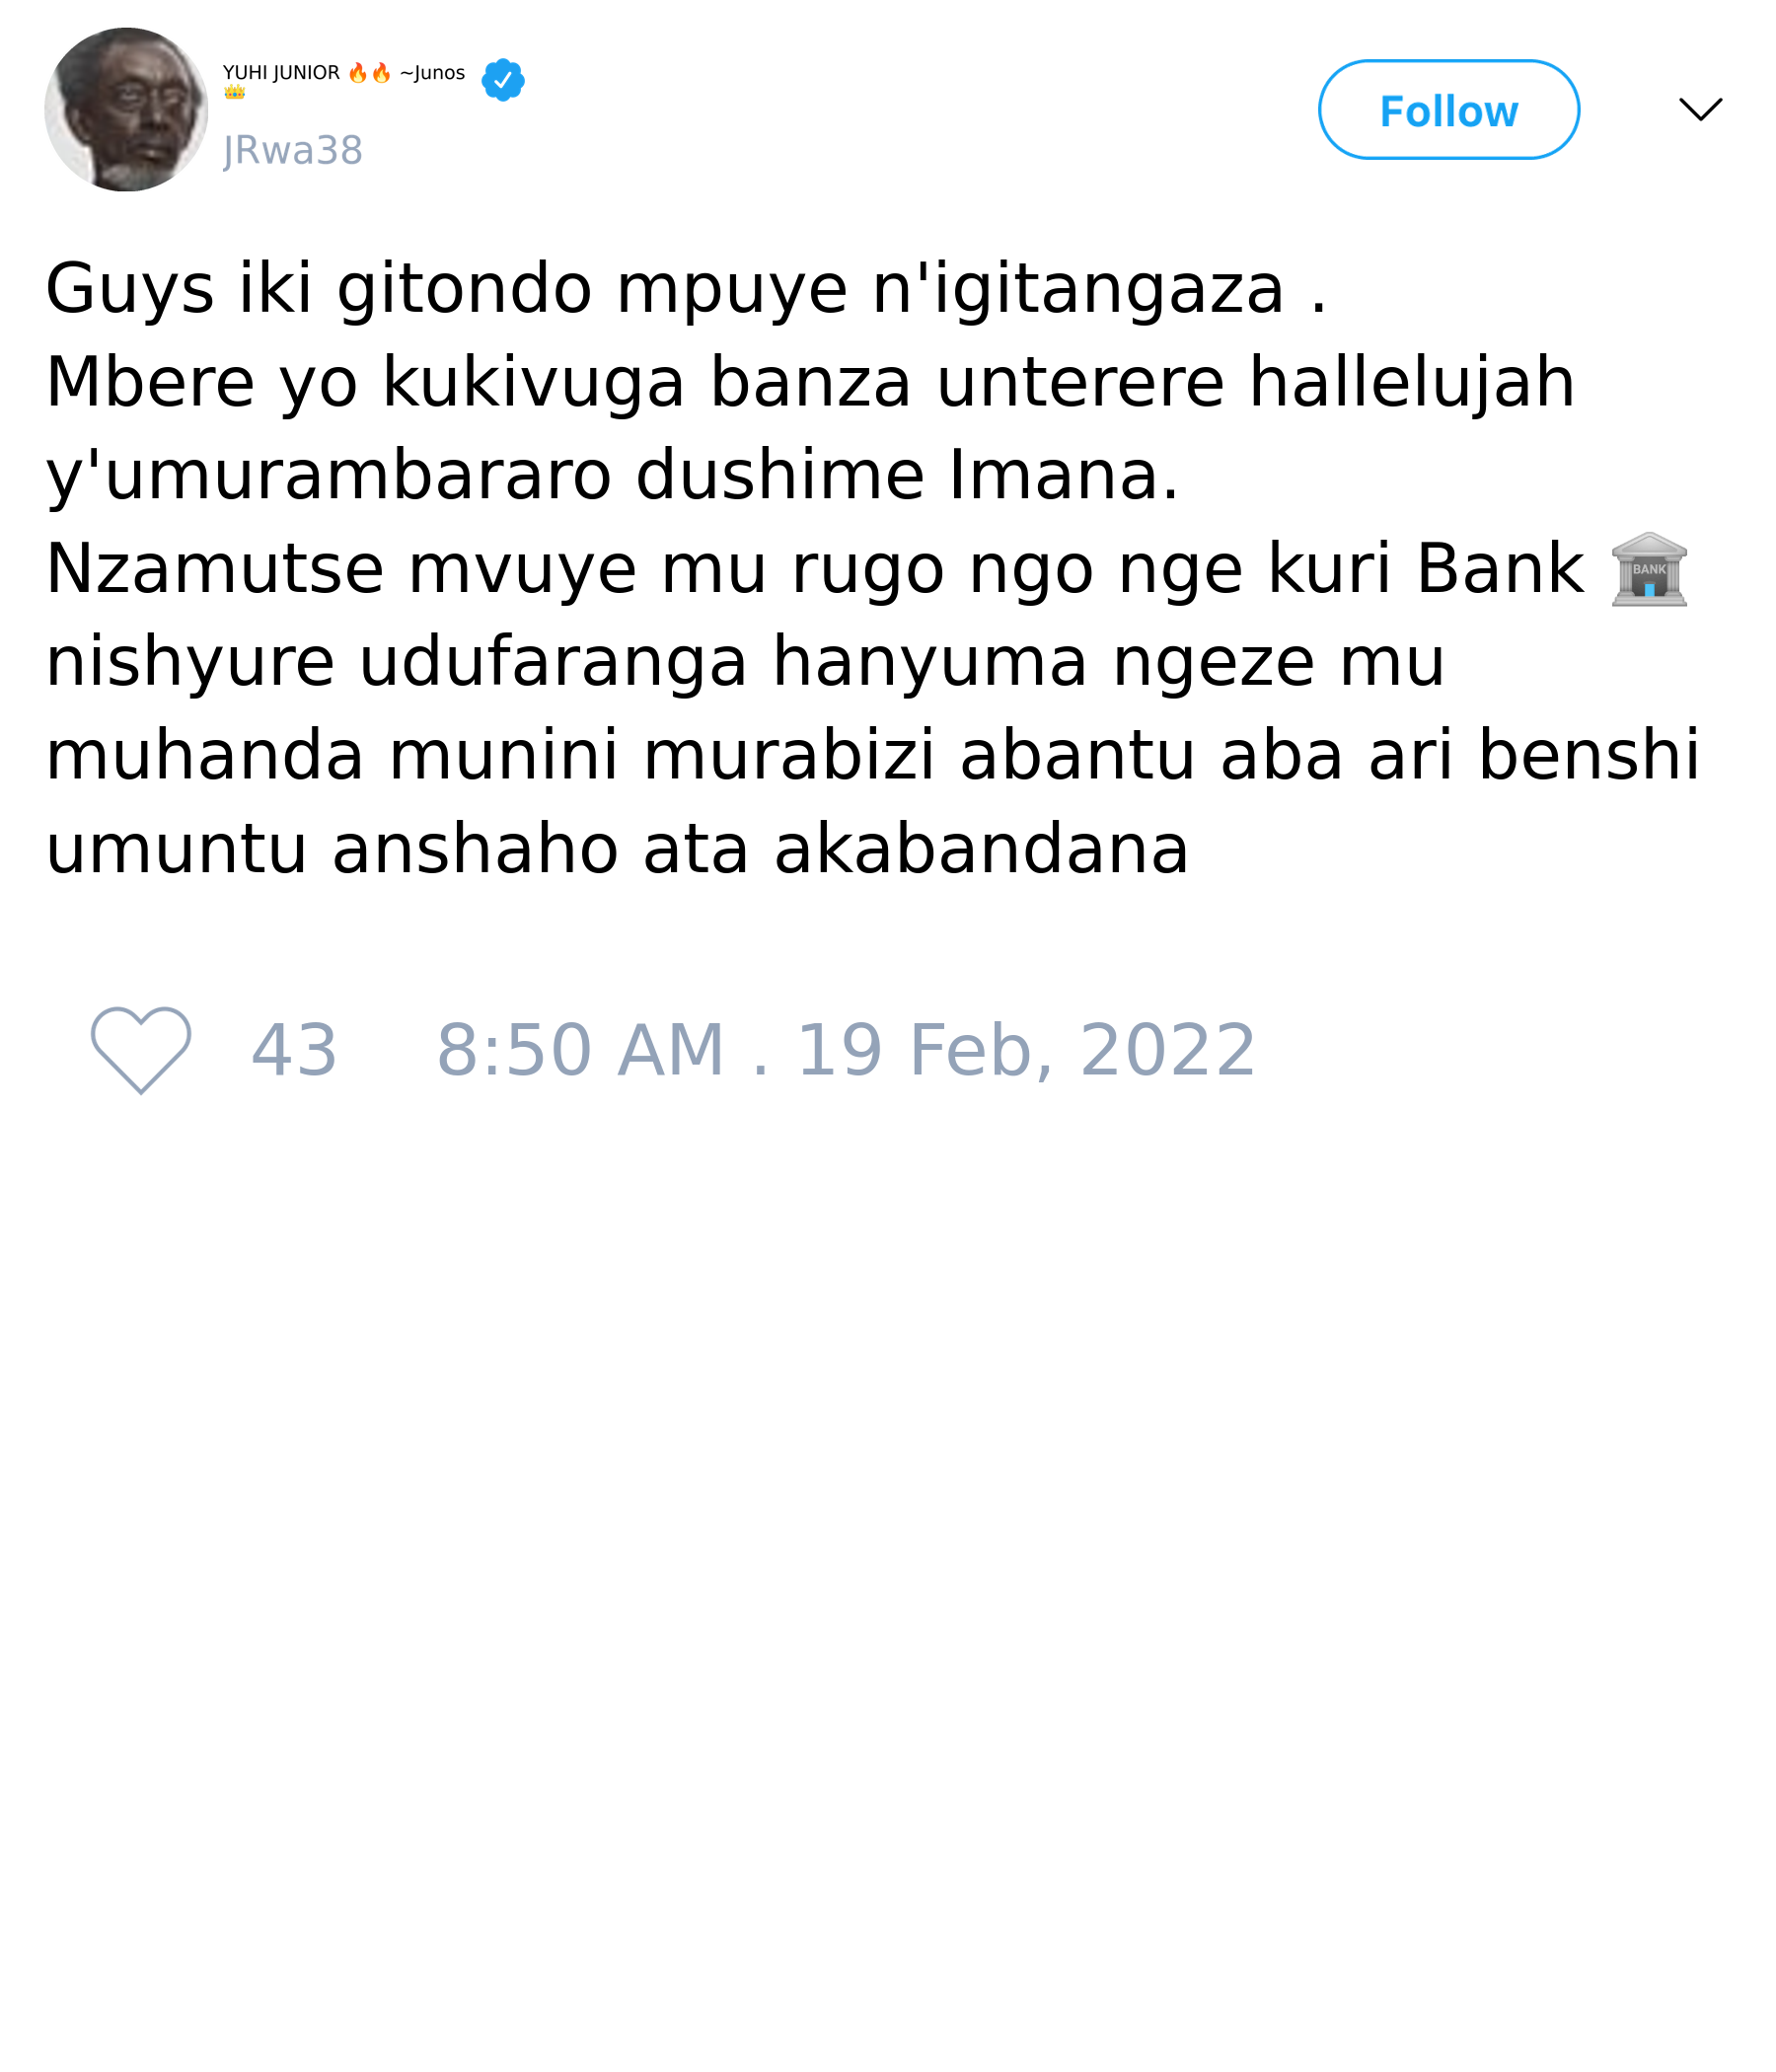 YUHI JUNIOR 🔥🔥 ~Junos
👑
JRwa38
Follow
Guys iki gitondo mpuye n'igitangaza .
Mbere yo kukivuga banza unterere hallelujah
y'umurambararo dushime Imana.
Nzamutse mvuye mu rugo ngo nge kuri Bank 🏦
nishyure udufaranga hanyuma ngeze mu
muhanda munini murabizi abantu aba ari benshi
umuntu anshaho ata akabandana
43 8:50 AM . 19 Feb, 2022